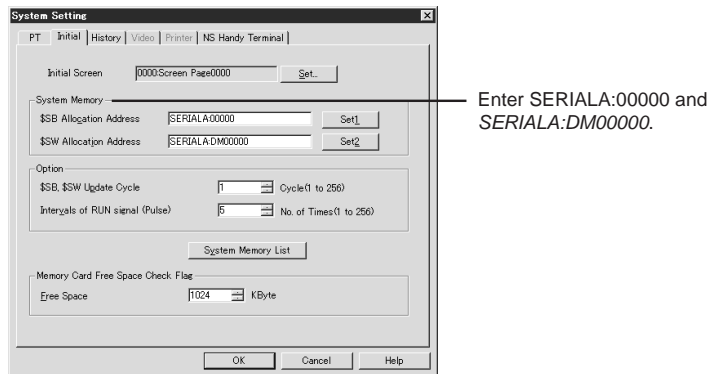 System Setting
PT Initial History Video Printer NS Handy Terminal
Initial Screen 0000:Screen Page0000 Set..
System Memory
$SB Allocation Address SERIALA:00000 Set1
$SW Allocation Address SERIALA:DM00000 Set2
Enter SERIALA:00000 and
SERIALA:DM00000.
Option
$SB, $SW Update Cycle 1 Cycle(1 to 256)
Intervals of RUN signal (Pulse) 5 No. of Times(1 to 256)
System Memory List
Memory Card Free Space Check Flag
Free Space 1024 KByte
OK Cancel Help